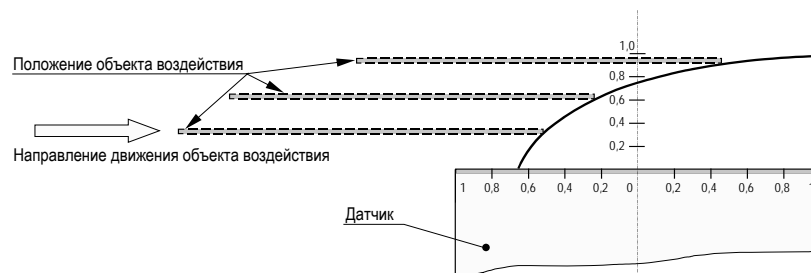 Положение объекта воздействия
Направление движения объекта воздействия
1,0
0,8
0,6
0,4
0,2
1 0,8 0,6 0,4 0,2 0 0,2 0,4 0,6 0,8 1
Датчик